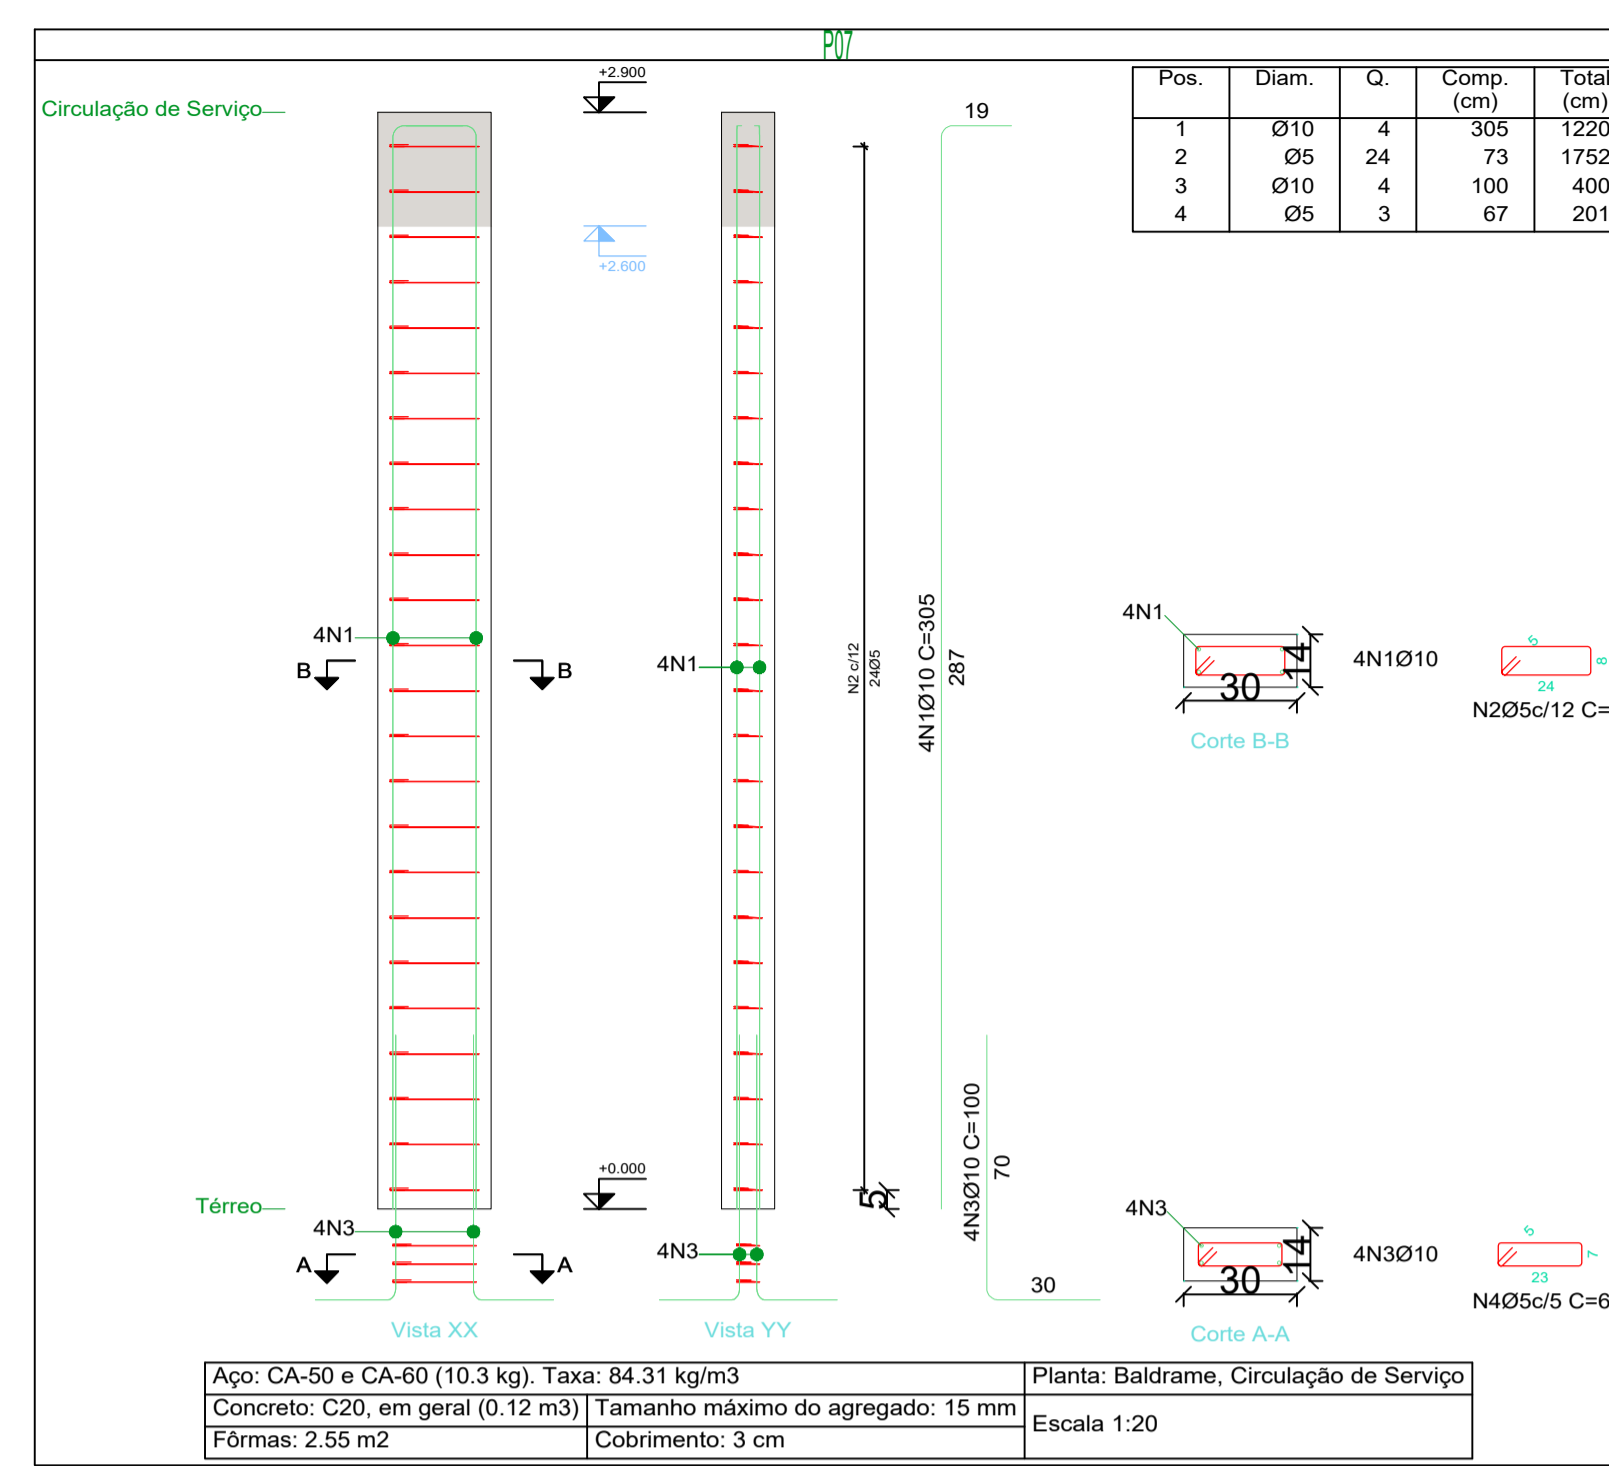 P07
Circulação de Serviço
+2.900
+2.600
19
Pos. Diam. Q. Comp. (cm) Total (cm)
1 Ø10 4 305 1220
2 Ø5 24 73 1752
3 Ø10 4 100 400
4 Ø5 3 67 201
4N1
B B
4N1
N2 c/12
24Ø5
4N1Ø10 C=305
287
4N1
14
30
4N1Ø10
Corte B-B
5
8
24
N2Ø5c/12 C=
Térreo
+0.000
5
4N3
A A
4N3
4N3Ø10 C=100
70
30
4N3
14
30
4N3Ø10
Corte A-A
5
7
23
N4Ø5c/5 C=6
Vista XX
Vista YY
Aço: CA-50 e CA-60 (10.3 kg). Taxa: 84.31 kg/m3
Planta: Baldrame, Circulação de Serviço
Concreto: C20, em geral (0.12 m3)
Tamanho máximo do agregado: 15 mm
Escala 1:20
Fôrmas: 2.55 m2
Cobrimento: 3 cm